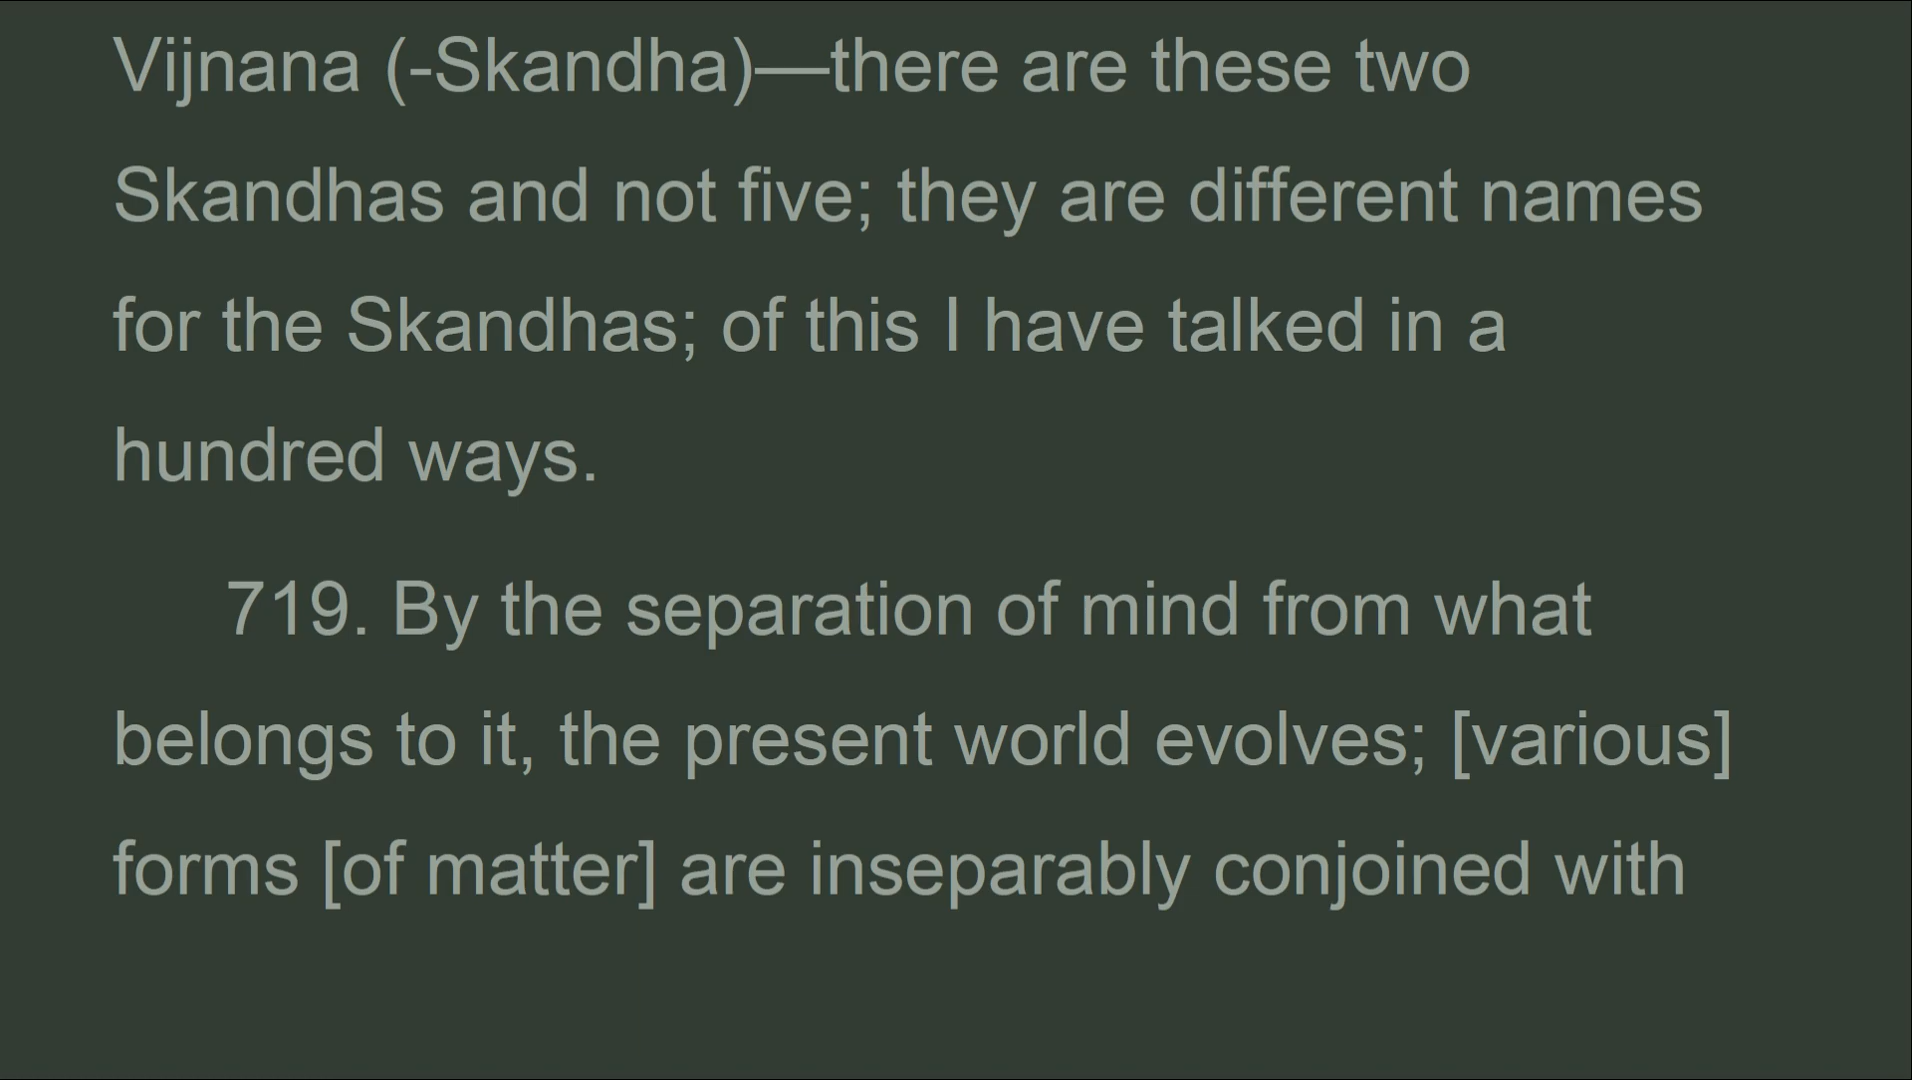 Vijnana (-Skandha)—there are these two
Skandhas and not five; they are different names
for the Skandhas; of this I have talked in a
hundred ways.
719. By the separation of mind from what
belongs to it, the present world evolves; [various]
forms [of matter] are inseparably conjoined with